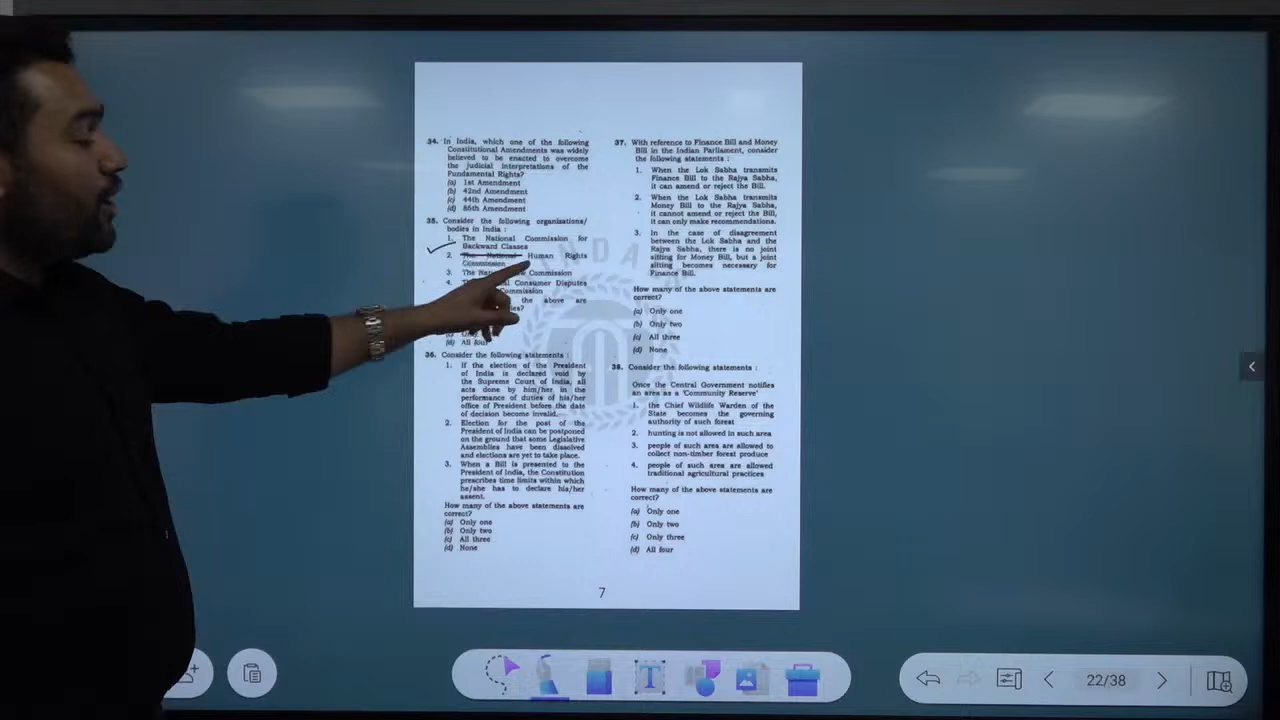 34. In India, which one of the following
Constitutional Amendments was widely
believed to be enacted to overcome
the judicial interpretations of the
Fundamental Rights?
(a) 1st Amendment
(b) 42nd Amendment
(c) 44th Amendment
(d) 86th Amendment
35. Consider the following organizations/
bodies in India :
1. The National Commission for
Backward Classes
2. The National Human Rights
Commission
3. The Commission
4. Consumer Disputes
Commission
the above are
(d) All four
36. Consider the following statements :
1. If the election of the President
of India is declared void by
the Supreme Court of India, all
acts done by him/her in the
performance of duties of his/her
office of President before the date
of decision become invalid.
2. Election for the post of the
President of India can be postponed
on the ground that some Legislative
Assemblies have been dissolved
and elections are yet to take place.
3. When a Bill is presented to the
President of India, the Constitution
prescribes time limits within which
he/she has to declare his/her
assent.
How many of the above statements are
correct?
(a) Only one
(b) Only two
(c) All three
(d) None
37. With reference to Finance Bill and Money
Bill in the Indian Parliament, consider
the following statements :
1. When the Lok Sabha transmits
Finance Bill to the Rajya Sabha,
it can amend or reject the Bill.
2. When the Lok Sabha transmits
Money Bill to the Rajya Sabha,
it cannot amend or reject the Bill,
it can only make recommendations.
3. In the case of disagreement
between the Lok Sabha and the
Rajya Sabha, there is no joint
sitting for Money Bill, but a joint
sitting becomes necessary for
Finance Bill.
How many of the above statements are
correct?
(a) Only one
(b) Only two
(c) All three
(d) None
38. Consider the following statements :
Once the Central Government notifies
an area as a 'Community Reserve'
1. the Chief Wildlife Warden of the
State becomes the governing
authority of such forest
2. hunting is not allowed in such area
3. people of such area are allowed to
collect non-timber forest produce
4. people of such area are allowed
traditional agricultural practices
How many of the above statements are
correct?
(a) Only one
(b) Only two
(c) Only three
(d) All four
7
T
22/38